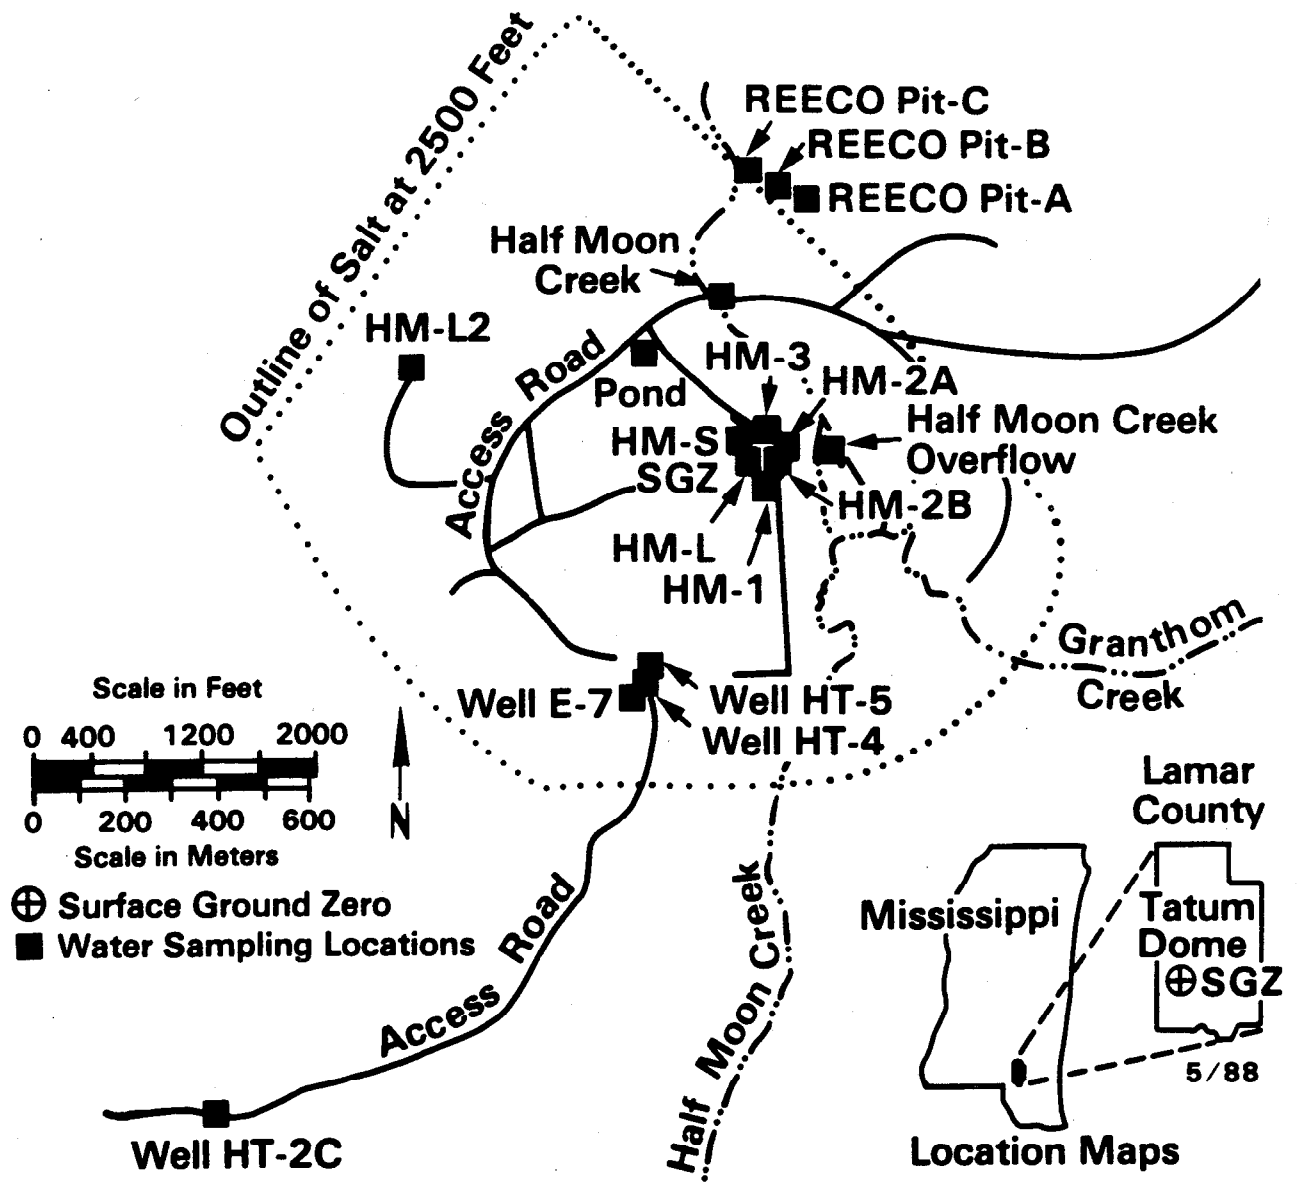 Outline of Salt at 2500 Feet
REECO Pit-C
REECO Pit-B
REECO Pit-A
Half Moon
Creek
HM-L2
Access Road
Pond
HM-3
HM-2A
HM-S
SGZ
Half Moon Creek
Overflow
HM-2B
HM-L
HM-1
Granthom
Creek
Well E-7
Well HT-5
Well HT-4
Scale in Feet
0 400 1200 2000
0 200 400 600
Scale in Meters
N
Surface Ground Zero
Water Sampling Locations
Access Road
Half Moon Creek
Well HT-2C
Lamar
County
Mississippi
Tatum
Dome
SGZ
5/88
Location Maps